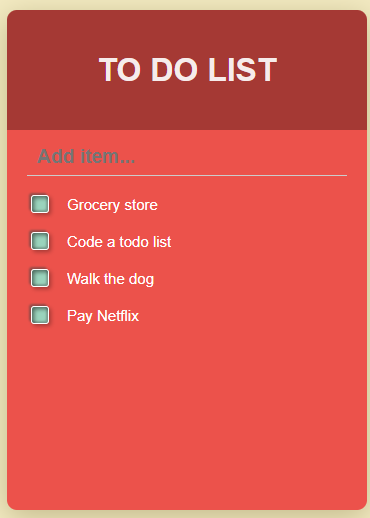 TO DO LIST
Add item...
Grocery store
Code a todo list
Walk the dog
Pay Netflix